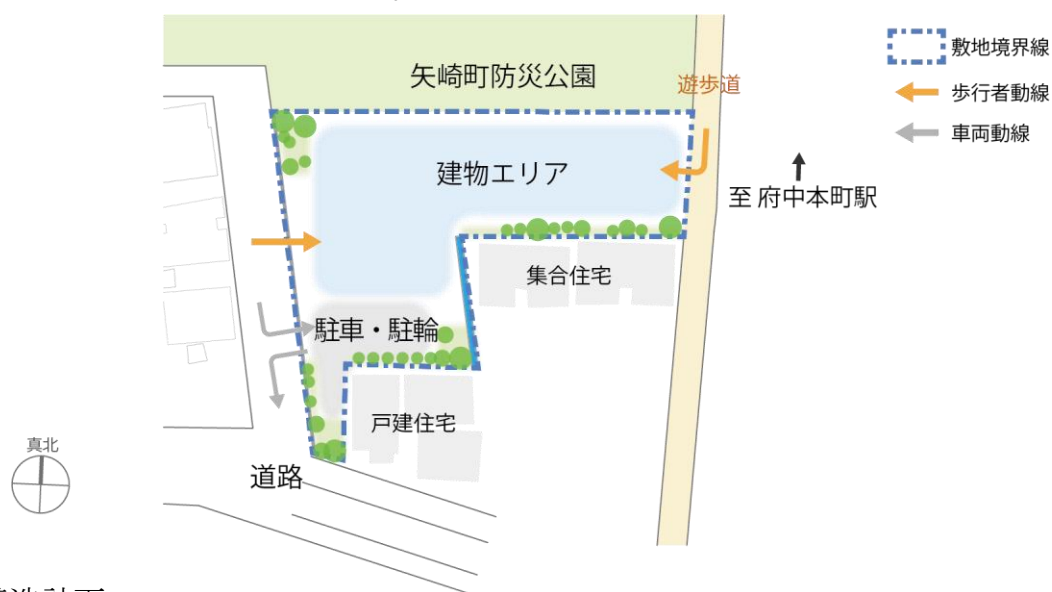 矢崎町防災公園
遊歩道
敷地境界線
歩行者動線
車両動線
建物エリア
至 府中本町駅
集合住宅
駐車・駐輪
戸建住宅
真北
道路